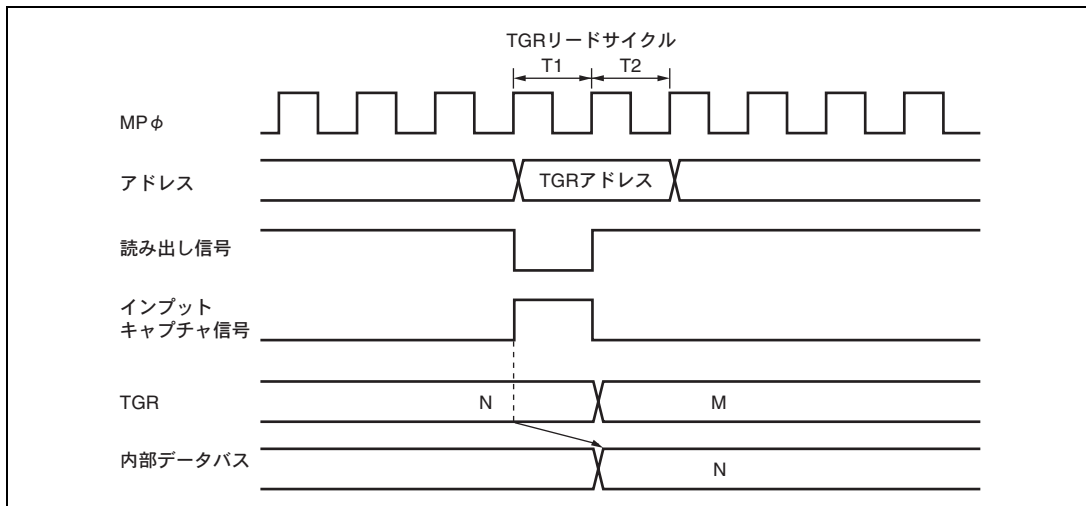 TGRリードサイクル
T1
T2
MPφ
アドレス
TGRアドレス
読み出し信号
インプット
キャプチャ信号
TGR
N
M
内部データバス
N